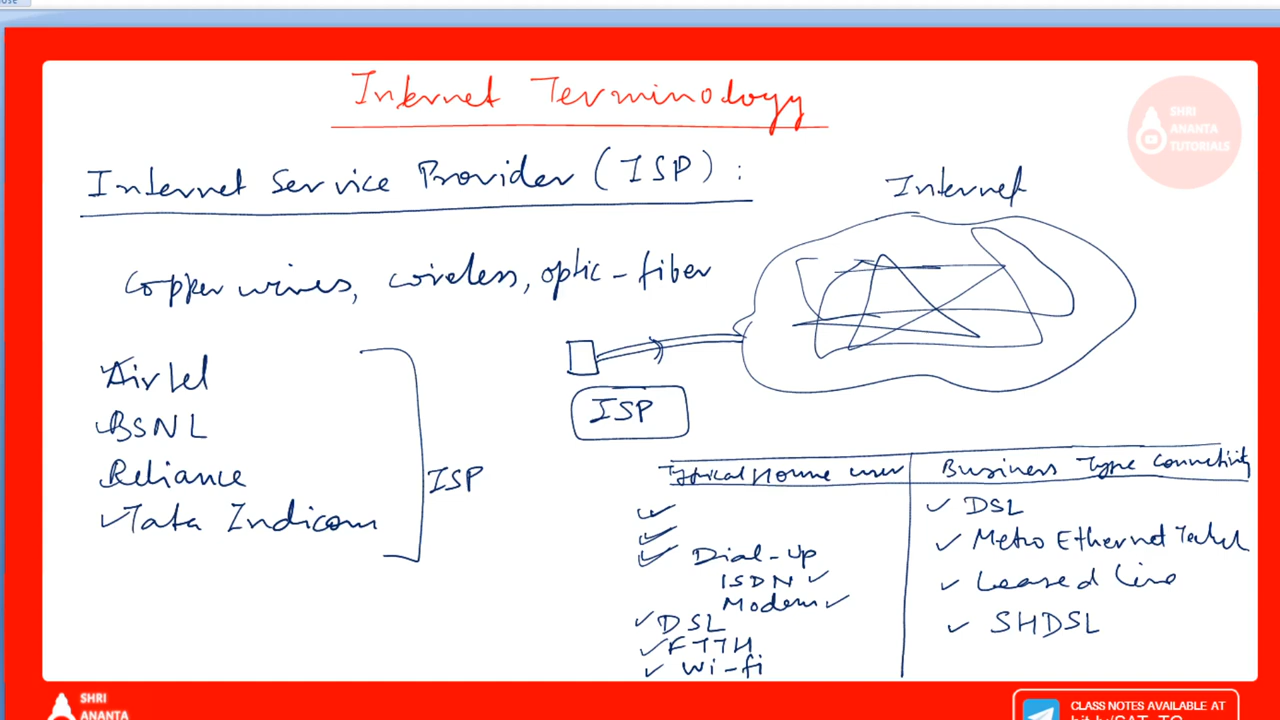 Internet Terminology
SHRI
ANANTA
TUTORIALS
Internet Service Provider (ISP) :
Internet
Copper wires, wireless, optic-fiber
Airtel
BSNL
Reliance
Tata Indicom
ISP
ISP
Typical Home user
Business Type Connectivity
Dial-Up
ISDN
Modem
DSL
FTTH
Wi-fi
DSL
Metro Ethernet
Leased line
SHDSL
SHRI
ANANTA
CLASS NOTES AVAILABLE AT